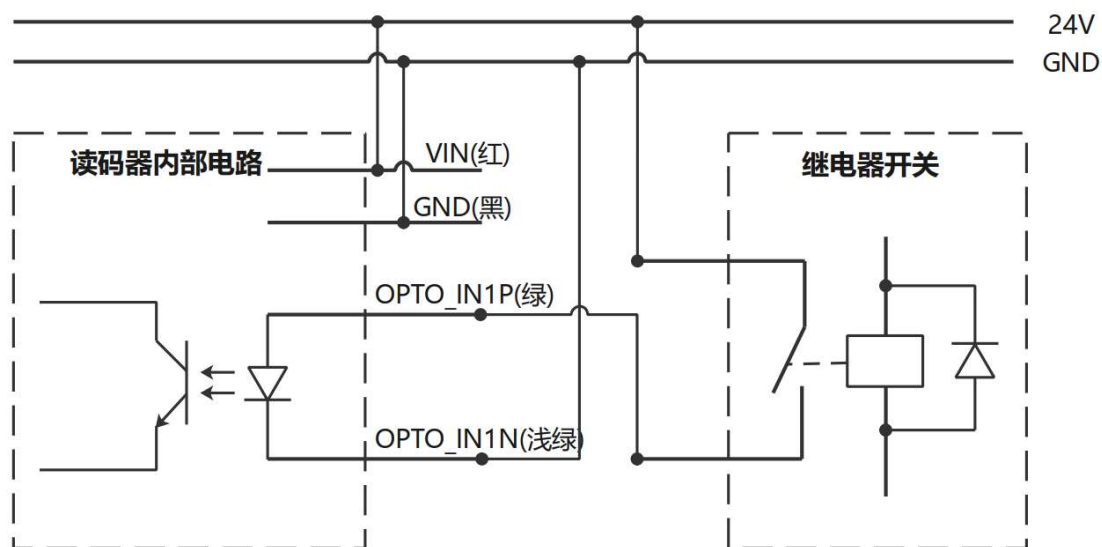 24V
GND
读码器内部电路
VIN(红)
继电器开关
GND(黑)
OPTO_IN1P(绿)
OPTO_IN1N(浅绿)